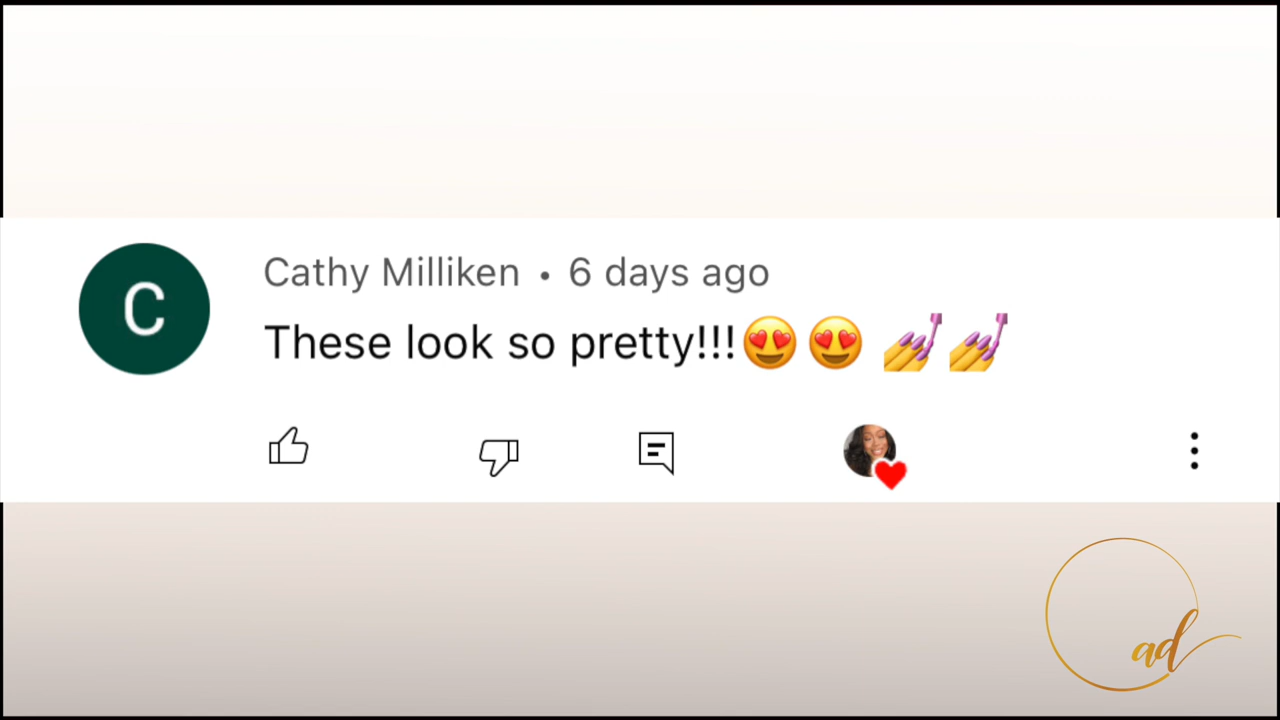 C
Cathy Milliken • 6 days ago
These look so pretty!!!😍😍 💅💅
ad